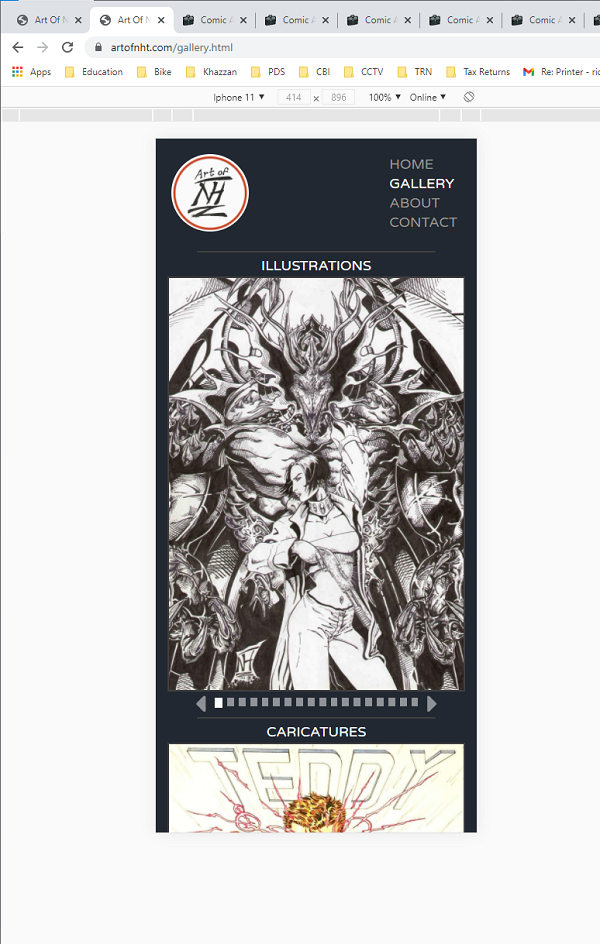 Art Of N
Art Of N
Comic A
Comic A
Comic A
Comic A
Comic A
artofnht.com/gallery.html
Apps Education Bike Khazzan PDS CBI CCTV TRN Tax Returns Re: Printer - ric
Iphone 11 ▼ 414 x 896 100% ▼ Online ▼
Art of
NH
HOME
GALLERY
ABOUT
CONTACT
ILLUSTRATIONS
NH
CARICATURES
TEDDY